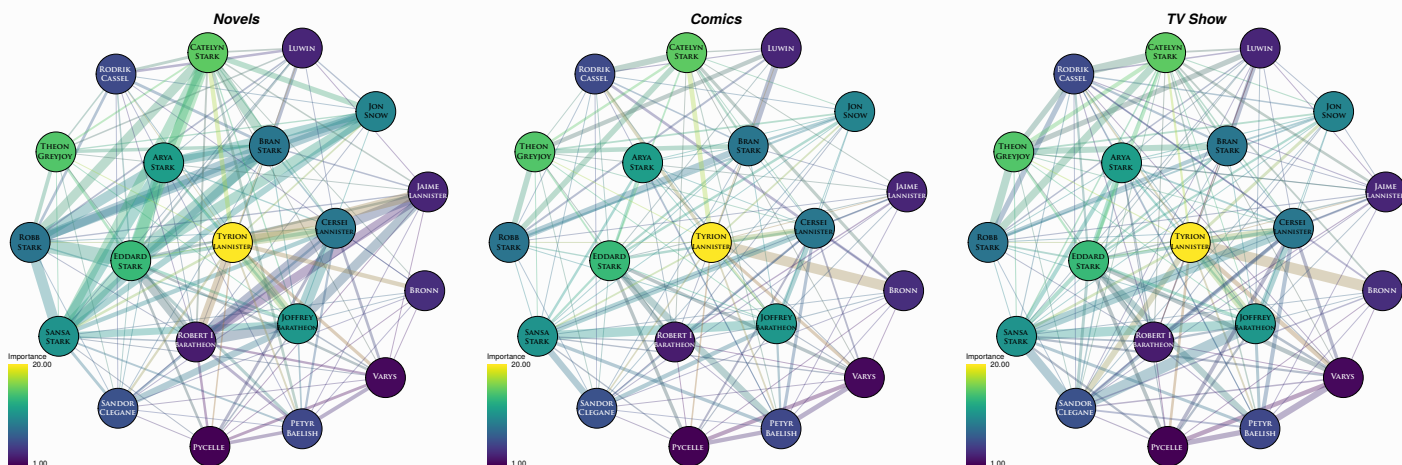 Novels
CATELYN
STARK
LUWIN
RODRIK
CASSEL
JON
SNOW
THEON
GREYJOY
ARYA
STARK
BRAN
STARK
JAIME
LANNISTER
ROBB
STARK
EDDARD
STARK
TYRION
LANNISTER
CERSEI
LANNISTER
BRONN
SANSA
STARK
ROBERT I
BARATHEON
JOFFREY
BARATHEON
Importance
20.00
VARYS
SANDOR
CLEGANE
PETYR
BAELISH
PYCELLE
1.00
Comics
CATELYN
STARK
LUWIN
RODRIK
CASSEL
JON
SNOW
THEON
GREYJOY
ARYA
STARK
BRAN
STARK
JAIME
LANNISTER
ROBB
STARK
EDDARD
STARK
TYRION
LANNISTER
CERSEI
LANNISTER
BRONN
SANSA
STARK
ROBERT I
BARATHEON
JOFFREY
BARATHEON
Importance
20.00
VARYS
SANDOR
CLEGANE
PETYR
BAELISH
PYCELLE
1.00
TV Show
CATELYN
STARK
LUWIN
RODRIK
CASSEL
JON
SNOW
THEON
GREYJOY
ARYA
STARK
BRAN
STARK
JAIME
LANNISTER
ROBB
STARK
EDDARD
STARK
TYRION
LANNISTER
CERSEI
LANNISTER
BRONN
SANSA
STARK
ROBERT I
BARATHEON
JOFFREY
BARATHEON
Importance
20.00
VARYS
SANDOR
CLEGANE
PETYR
BAELISH
PYCELLE
1.00